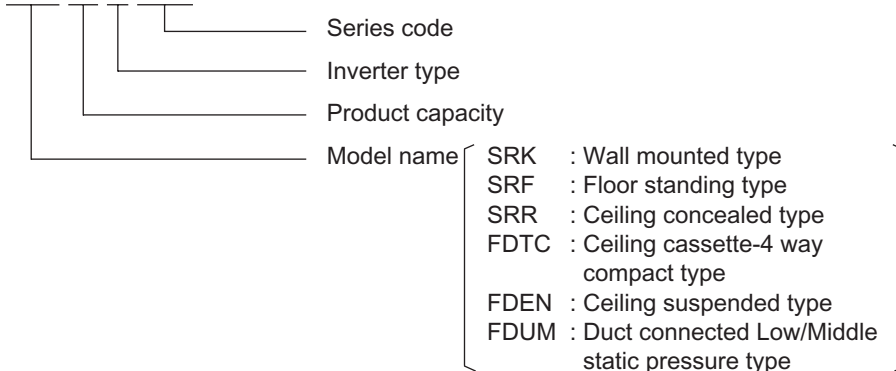 Series code
Inverter type
Product capacity
Model name
SRK : Wall mounted type
SRF : Floor standing type
SRR : Ceiling concealed type
FDTC : Ceiling cassette-4 way
compact type
FDEN : Ceiling suspended type
FDUM : Duct connected Low/Middle
static pressure type